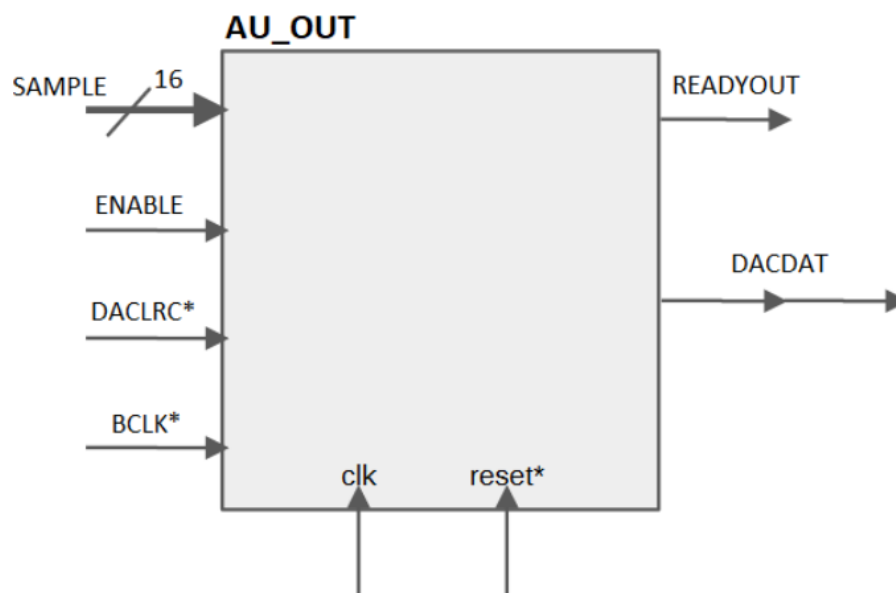 AU_OUT
SAMPLE
16
READYOUT
ENABLE
DACDAT
DACLRC*
BCLK*
clk
reset*